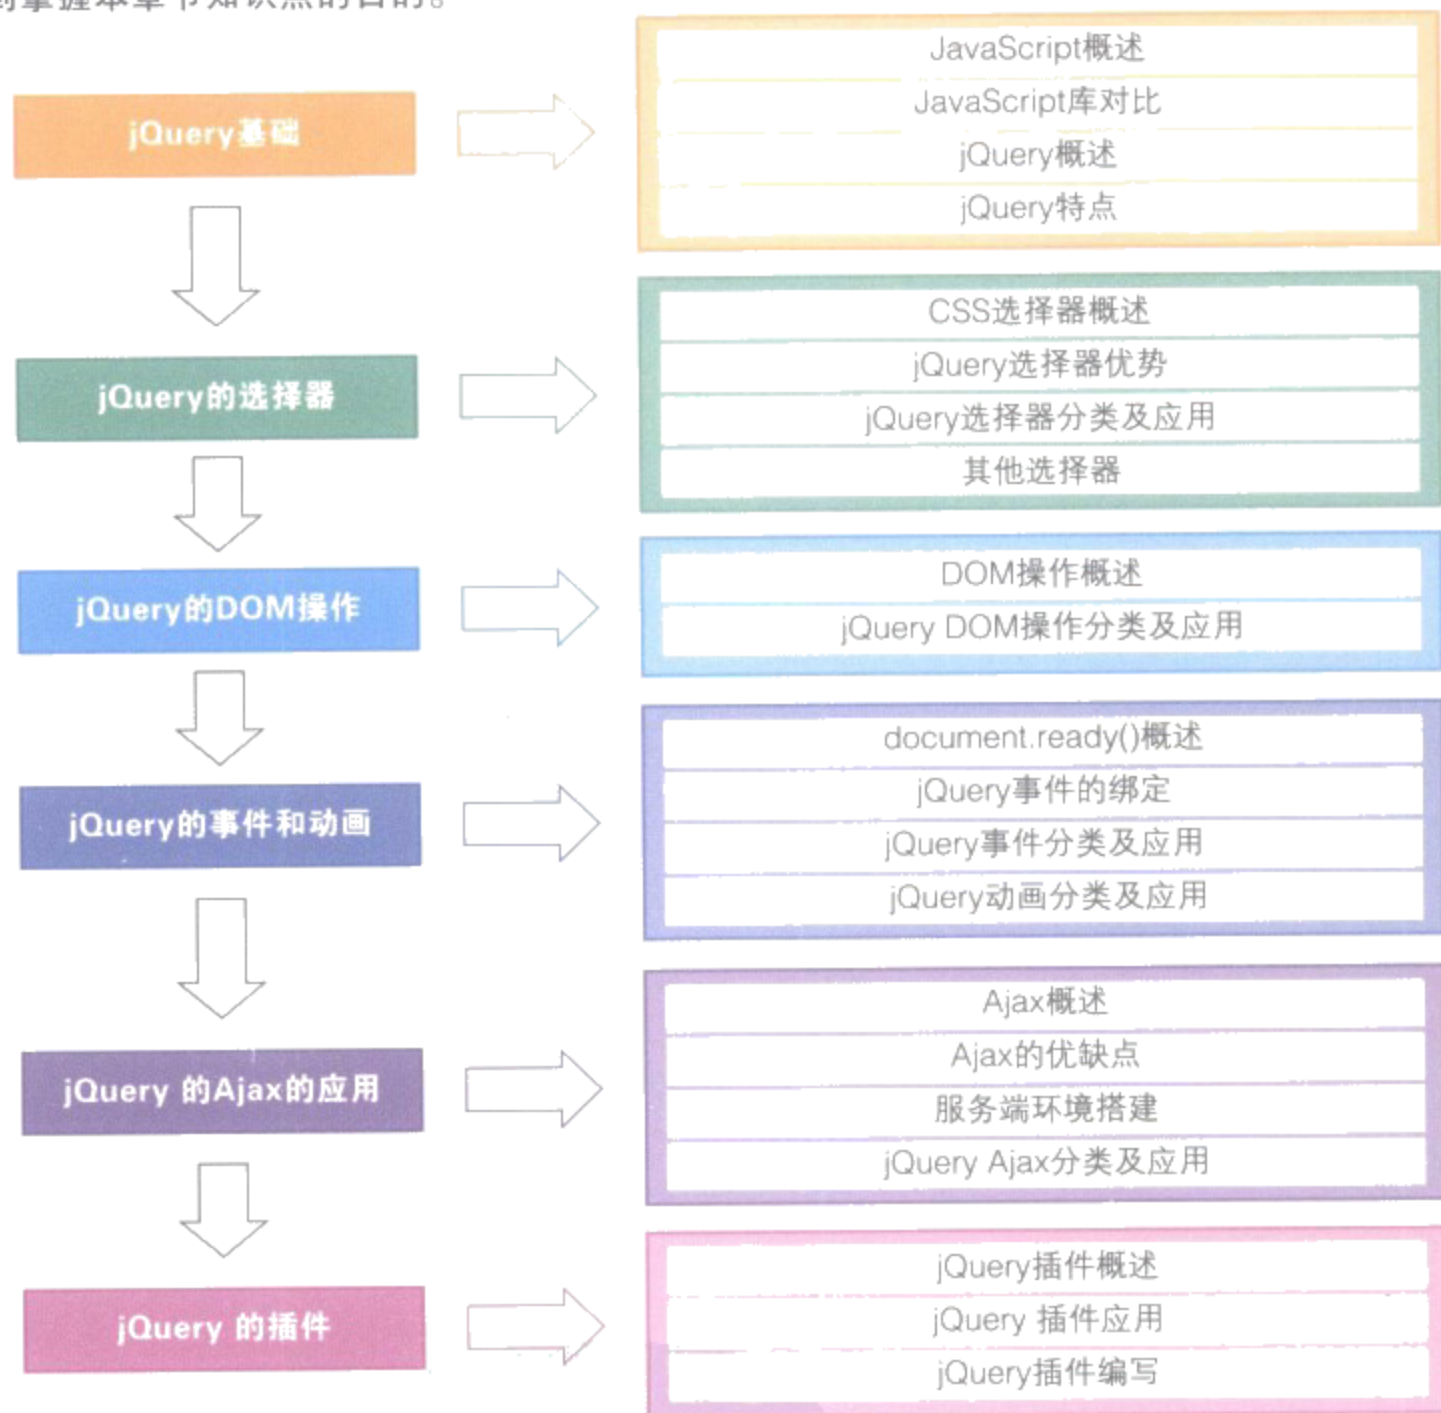 到掌握本章节知识点的目的。
jQuery基础
JavaScript概述
JavaScript库对比
jQuery概述
jQuery特点
jQuery的选择器
CSS选择器概述
jQuery选择器优势
jQuery选择器分类及应用
其他选择器
jQuery的DOM操作
DOM操作概述
jQuery DOM操作分类及应用
jQuery的事件和动画
document.ready()概述
jQuery事件的绑定
jQuery事件分类及应用
jQuery动画分类及应用
jQuery 的Ajax的应用
Ajax概述
Ajax的优缺点
服务端环境搭建
jQuery Ajax分类及应用
jQuery 的插件
jQuery插件概述
jQuery 插件应用
jQuery插件编写